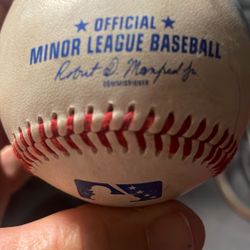 ★ OFFICIAL ★
MINOR LEAGUE BASEBALL
Robert D. Manfred Jr.
COMMISSIONER